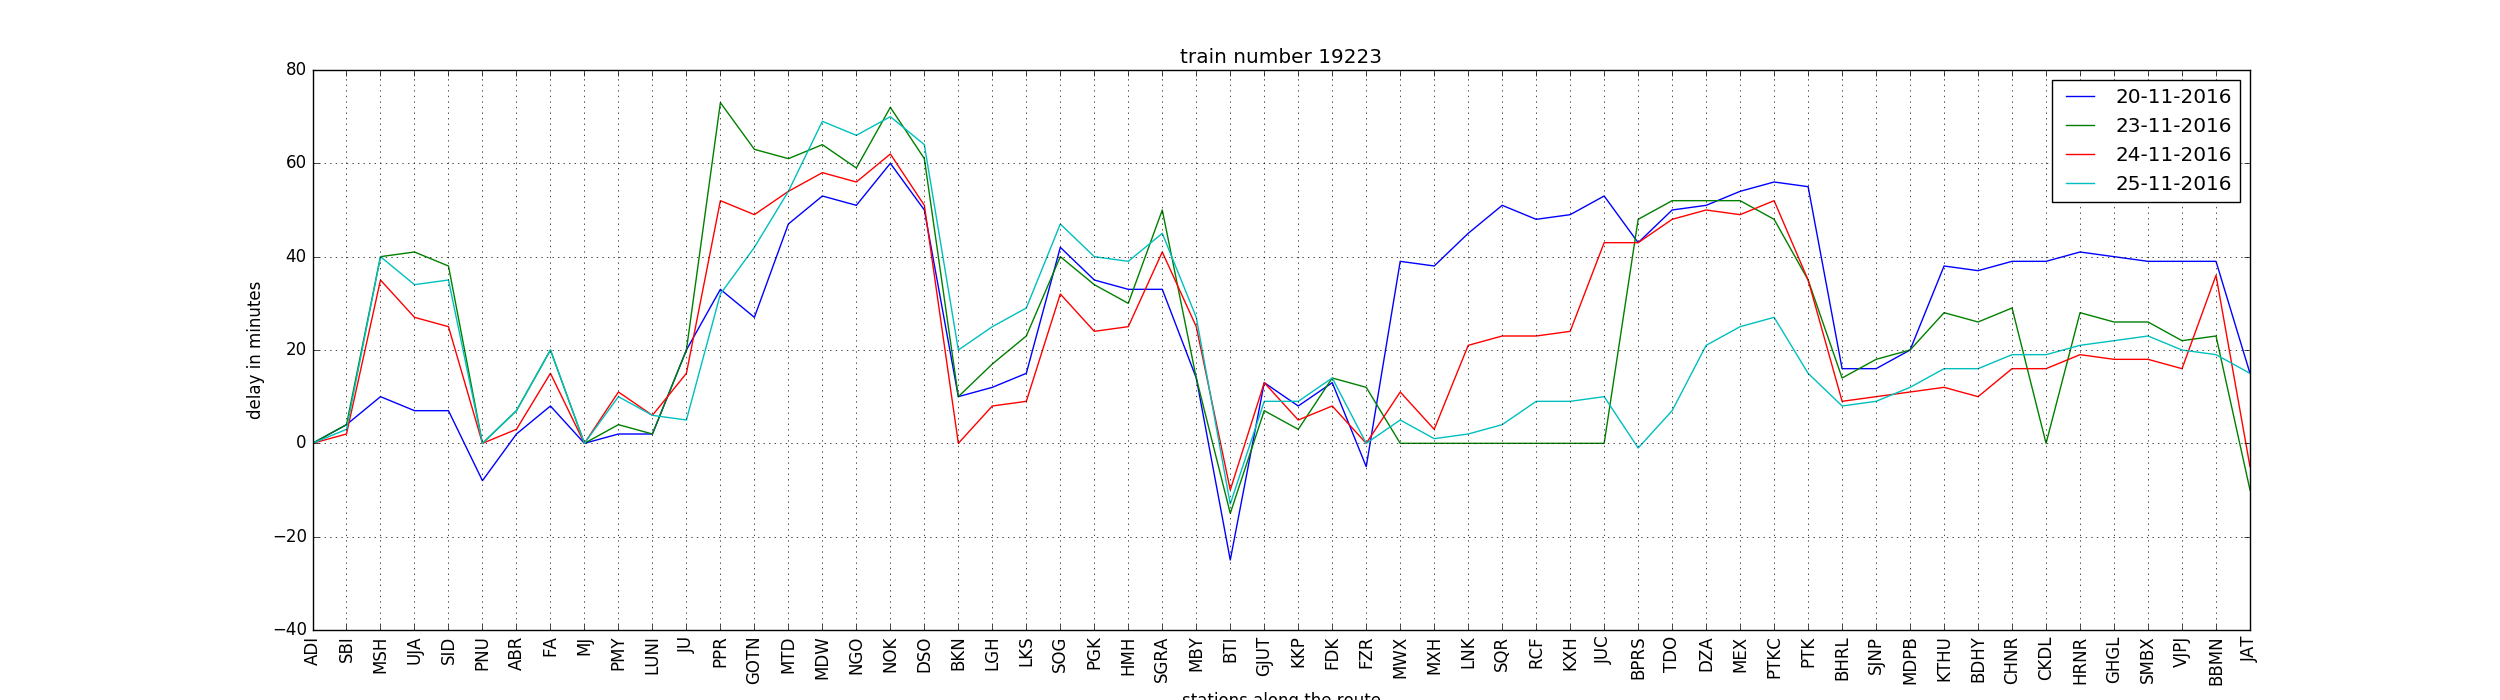 train number 19223
80
60
40
20
0
−20
−40
delay in minutes
20-11-2016
23-11-2016
24-11-2016
25-11-2016
ADI
SBI
MSH
UJA
SID
PNU
ABR
FA
MJ
PMY
LUNI
JU
PPR
GOTN
MTD
MDW
NGO
NOK
DSO
BKN
LGH
LKS
SOG
PGK
HMH
SGRA
MBY
BTI
GJUT
KKP
FDK
FZR
MWX
MXH
LNK
SQR
RCF
KXH
JUC
BPRS
TDO
DZA
MEX
PTKC
PTK
BHRL
SJNP
MDPB
KTHU
BDHY
CHNR
CKDL
HRNR
GHGL
SMBX
VJPJ
BBMN
JAT
stations along the route